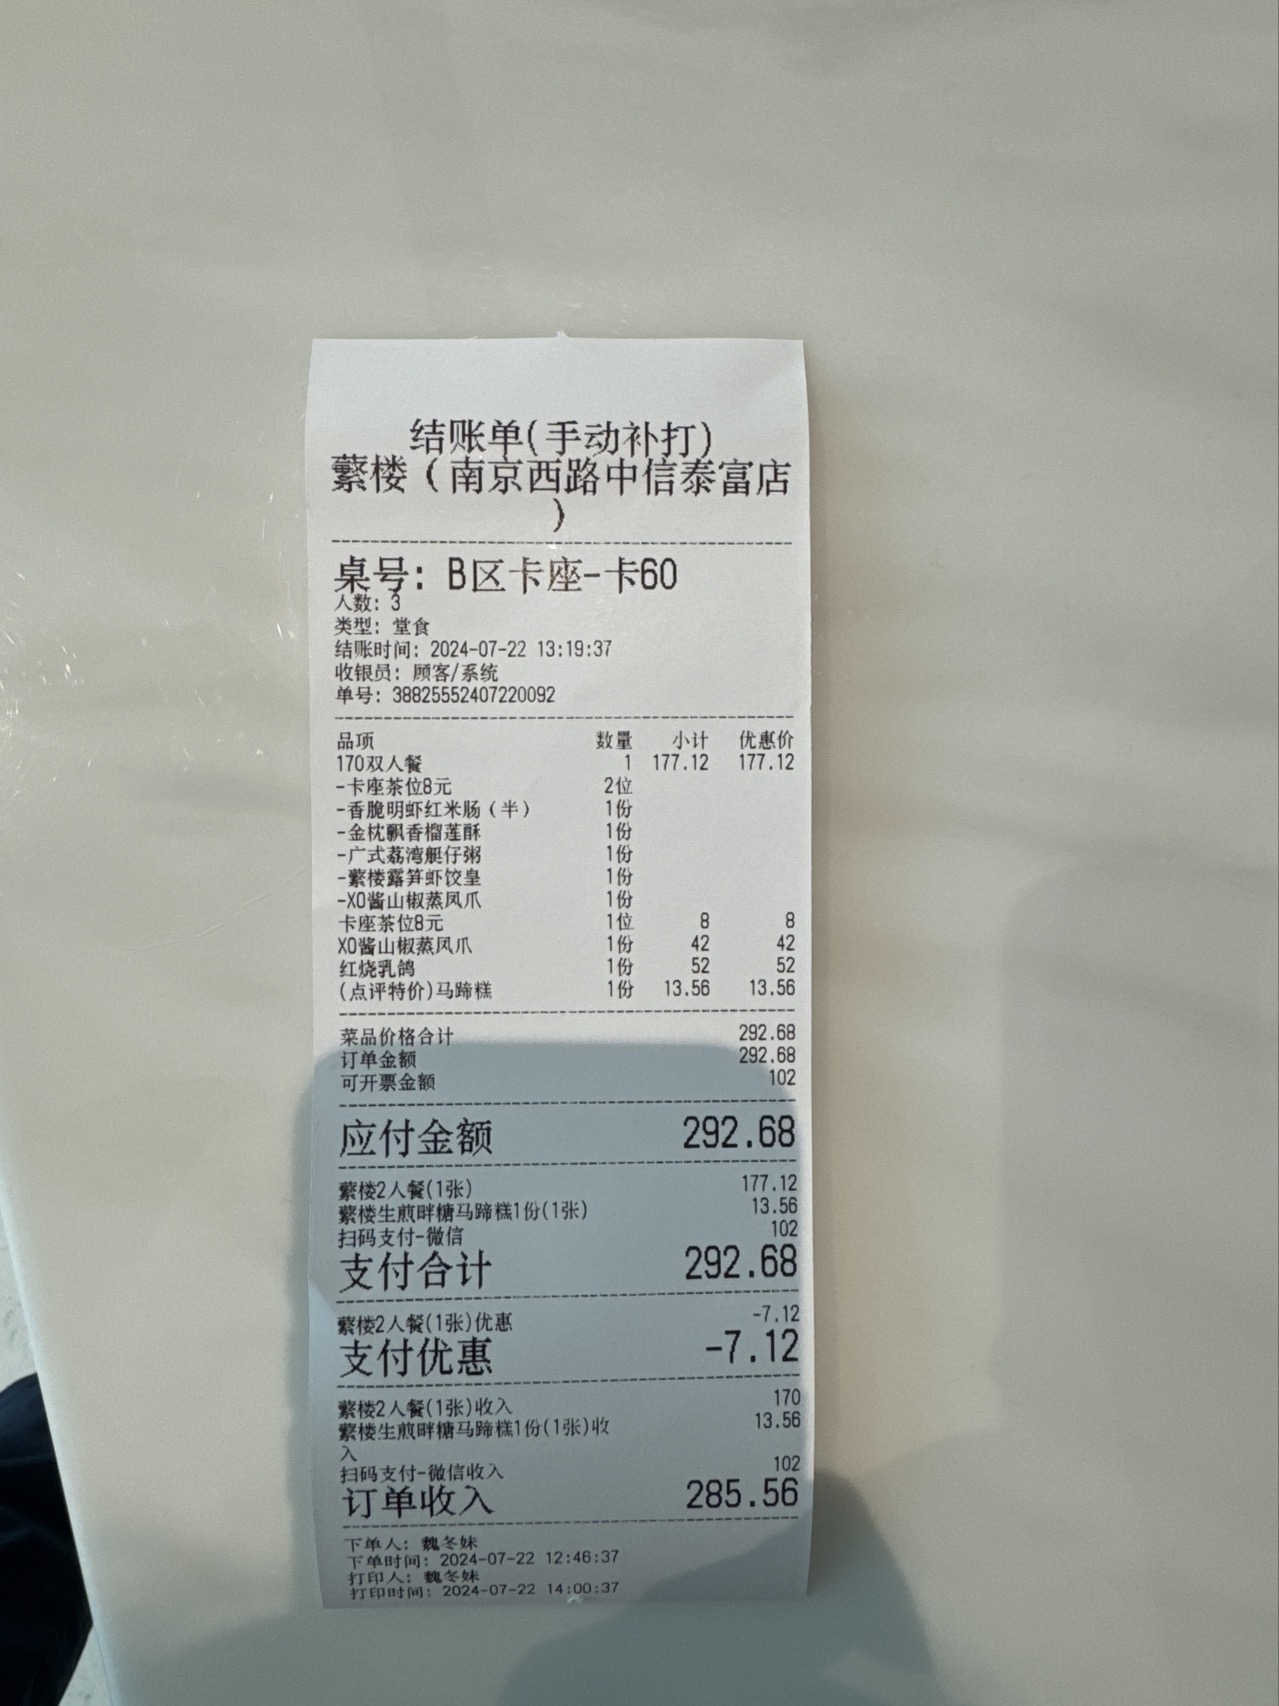 结账单(手动补打)
蘩楼（南京西路中信泰富店
）
桌号: B区卡座-卡60
人数: 3
类型: 堂食
结账时间: 2024-07-22 13:19:37
收银员: 顾客/系统
单号: 38825552407220092
品项 数量 小计 优惠价
170双人餐 1 177.12 177.12
-卡座茶位8元 2位
-香脆明虾红米肠（半） 1份
-金枕飘香榴莲酥 1份
-广式荔湾艇仔粥 1份
-蘩楼露笋虾饺皇 1份
-XO酱山椒蒸凤爪 1份
卡座茶位8元 1位 8 8
XO酱山椒蒸凤爪 1份 42 42
红烧乳鸽 1份 52 52
(点评特价)马蹄糕 1份 13.56 13.56
菜品价格合计 292.68
订单金额 292.68
可开票金额 102
应付金额 292.68
蘩楼2人餐(1张) 177.12
蘩楼生煎畔糖马蹄糕1份(1张) 13.56
扫码支付-微信 102
支付合计 292.68
蘩楼2人餐(1张)优惠 -7.12
支付优惠 -7.12
蘩楼2人餐(1张)收入 170
蘩楼生煎畔糖马蹄糕1份(1张)收 13.56
入
扫码支付-微信收入 102
订单收入 285.56
下单人: 魏冬妹
下单时间: 2024-07-22 12:46:37
打印人: 魏冬妹
打印时间: 2024-07-22 14:00:37